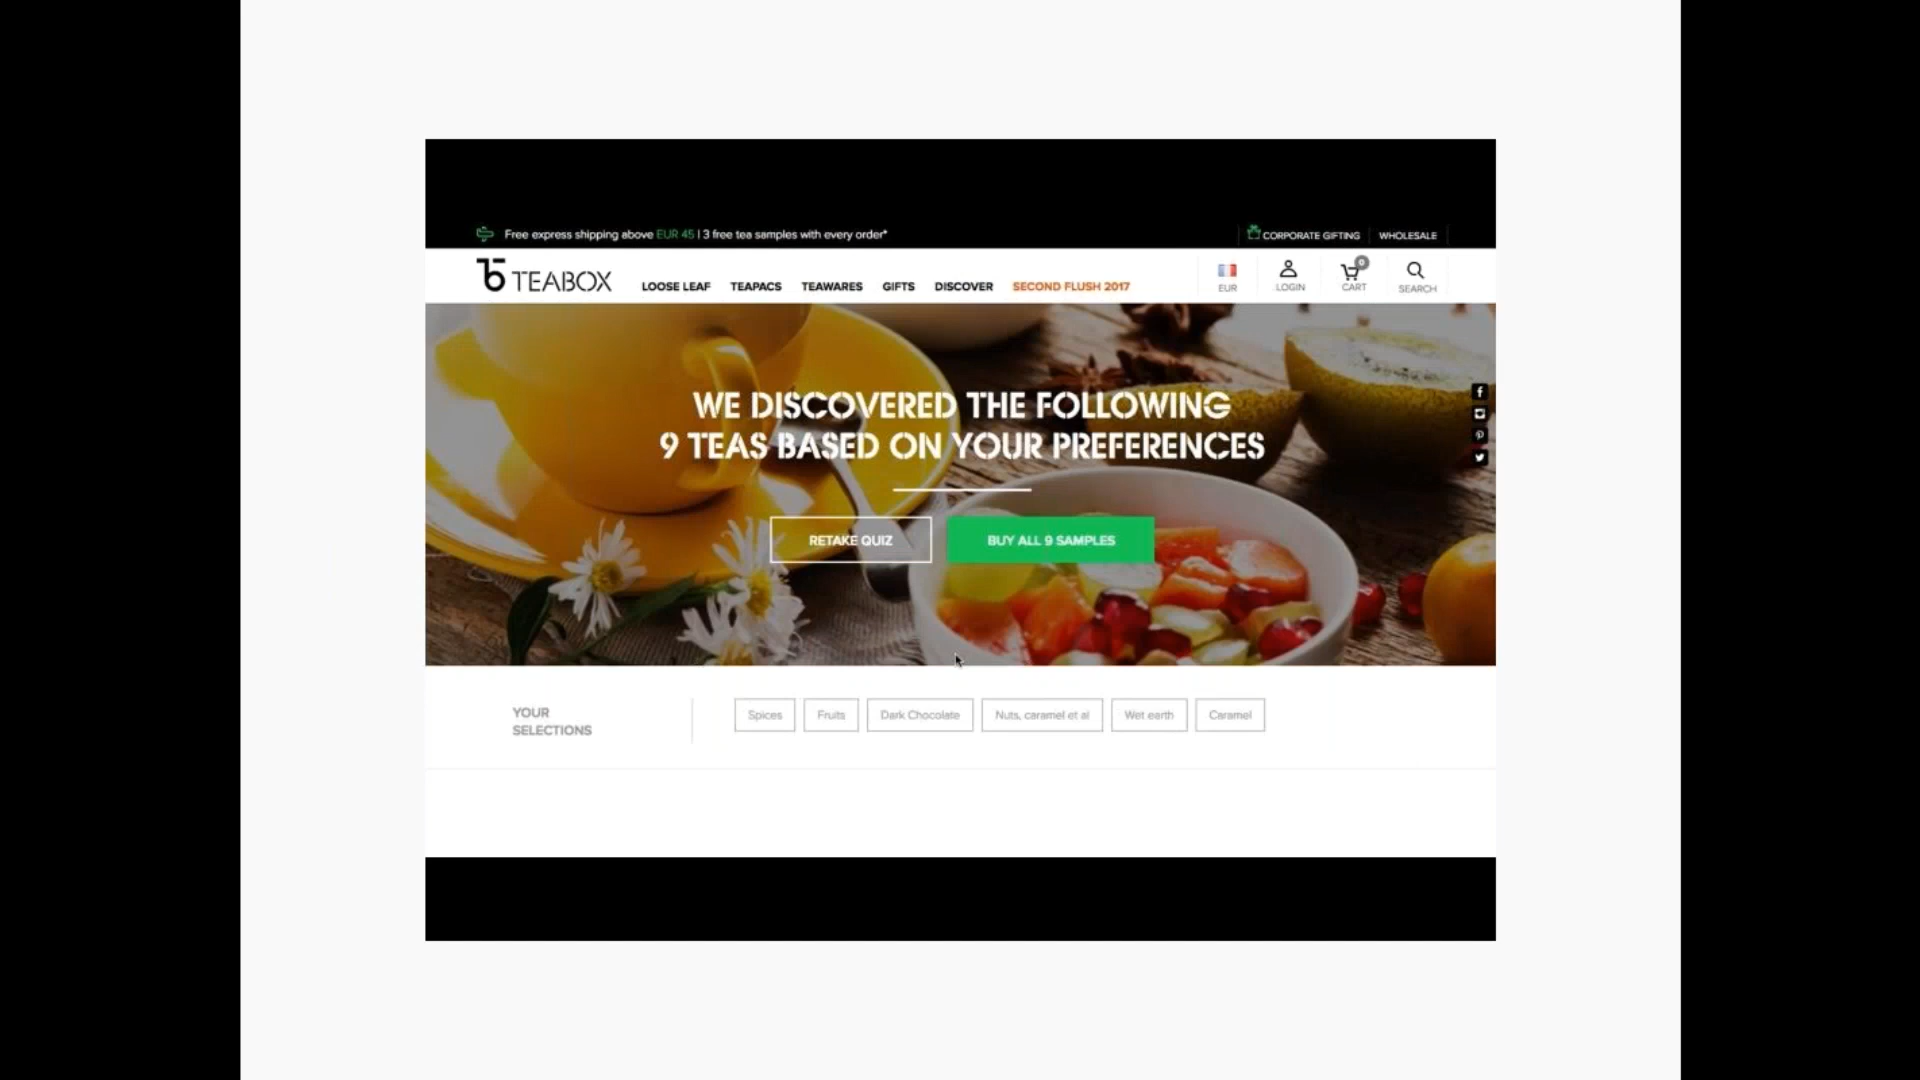 Free express shipping above EUR 45 | 3 free tea samples with every order*
CORPORATE GIFTING
WHOLESALE
TEABOX
LOOSE LEAF
TEAPACS
TEAWARES
GIFTS
DISCOVER
SECOND FLUSH 2017
EUR
LOGIN
0
CART
SEARCH
WE DISCOVERED THE FOLLOWING
9 TEAS BASED ON YOUR PREFERENCES
RETAKE QUIZ
BUY ALL 9 SAMPLES
YOUR
SELECTIONS
Spices
Fruits
Dark Chocolate
Nuts, caramel et al
Wet earth
Caramel